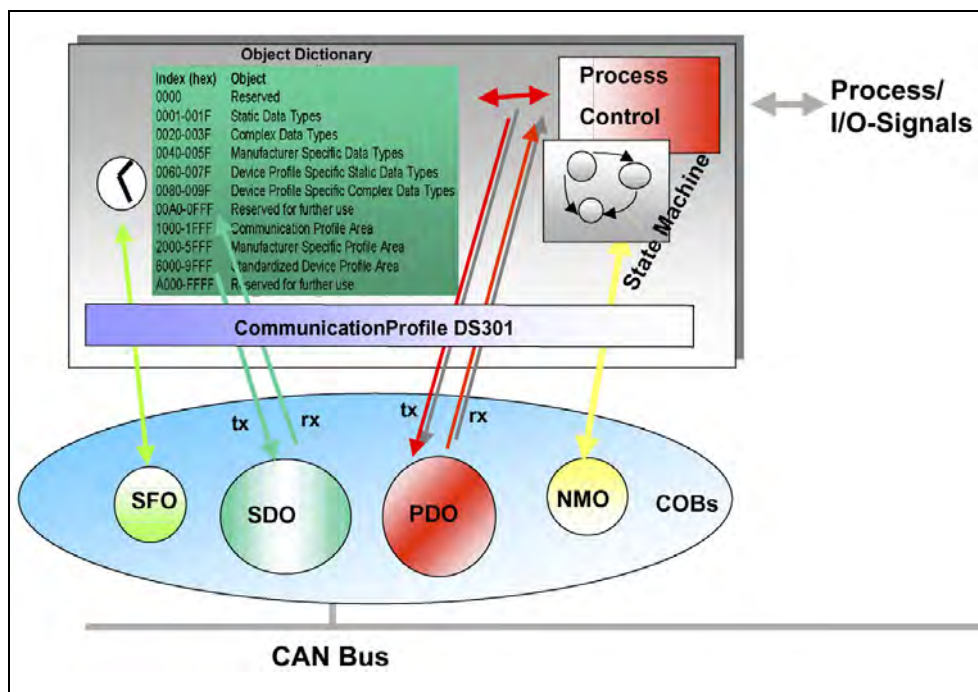 Object Dictionary
Index (hex) Object
0000 Reserved
0001-001F Static Data Types
0020-003F Complex Data Types
0040-005F Manufacturer Specific Data Types
0060-007F Device Profile Specific Static Data Types
0080-009F Device Profile Specific Complex Data Types
00A0-0FFF Reserved for further use
1000-1FFF Communication Profile Area
2000-5FFF Manufacturer Specific Profile Area
6000-9FFF Standardized Device Profile Area
A000-FFFF Reserved for further use
Process
Control
State Machine
Process/
I/O-Signals
CommunicationProfile DS301
tx
rx
tx
rx
SFO
SDO
PDO
NMO
COBs
CAN Bus